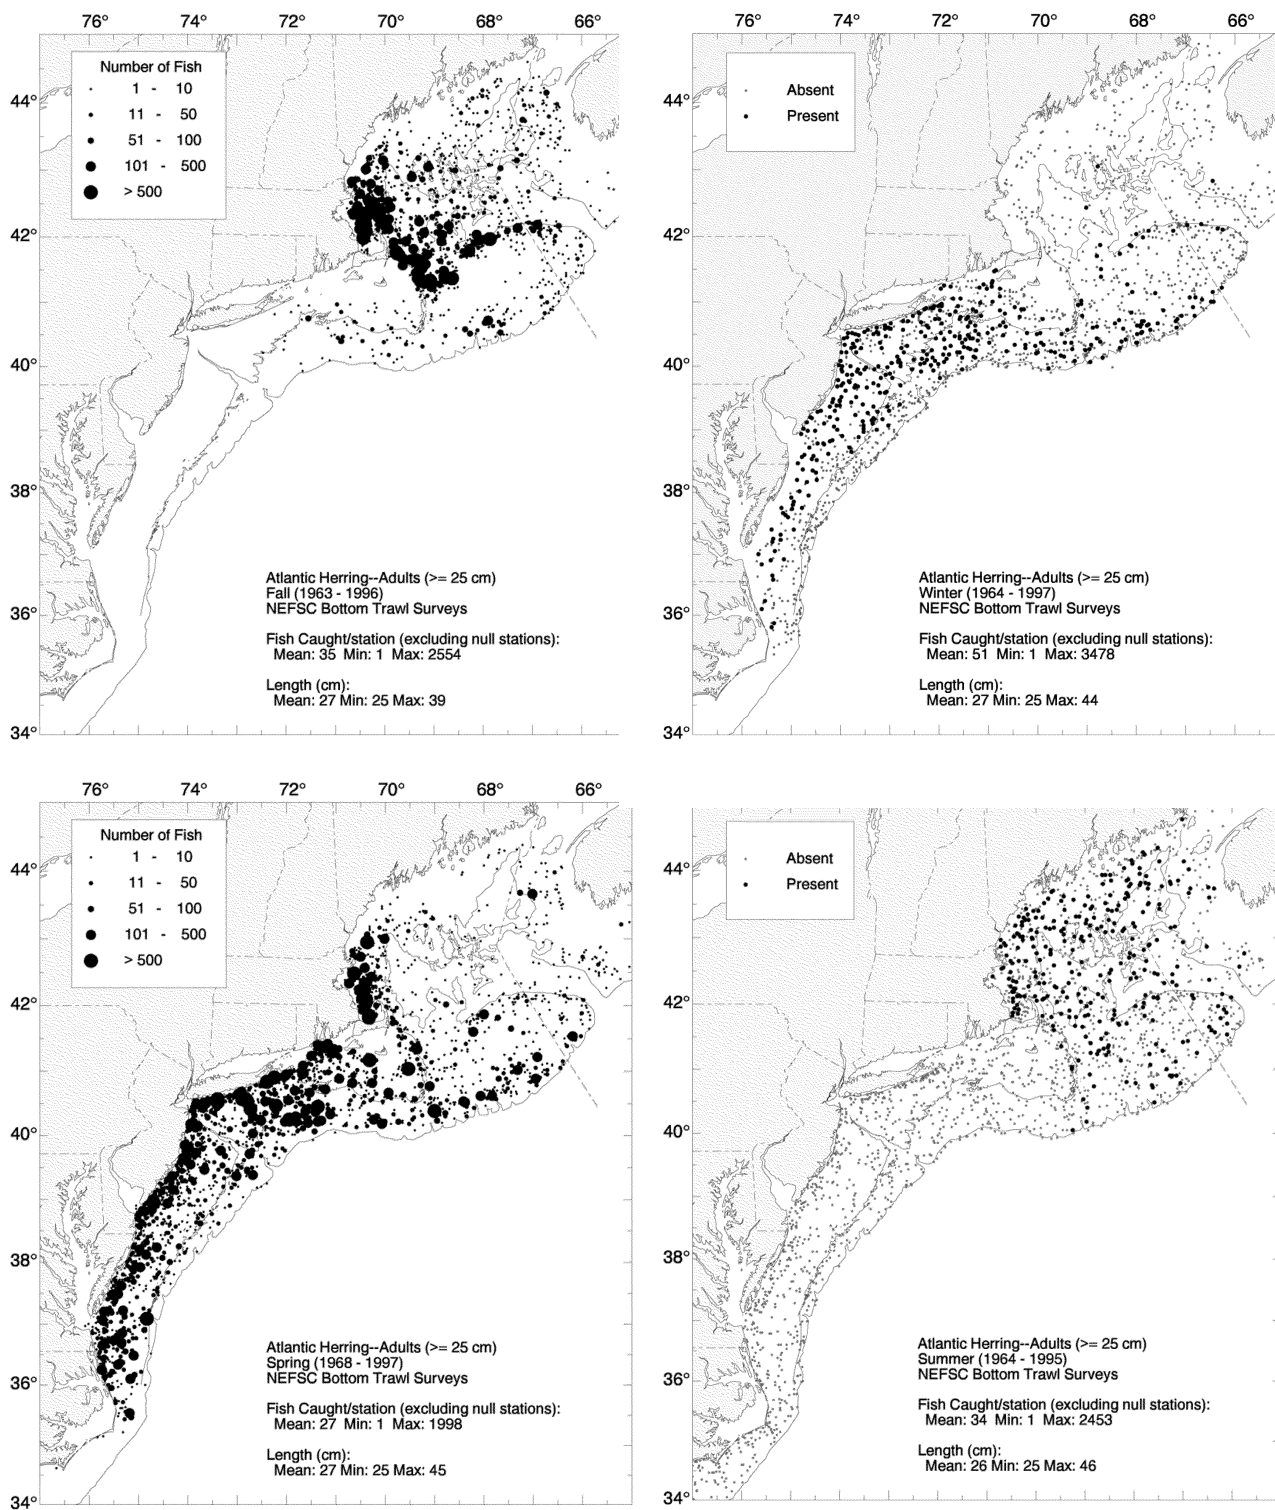 76° 74° 72° 70° 68° 66°
Number of Fish
1 - 10
11 - 50
51 - 100
101 - 500
> 500
44°
42°
40°
38°
36°
34°
Atlantic Herring--Adults (>= 25 cm)
Fall (1963 - 1996)
NEFSC Bottom Trawl Surveys
Fish Caught/station (excluding null stations):
Mean: 35 Min: 1 Max: 2554
Length (cm):
Mean: 27 Min: 25 Max: 39
76° 74° 72° 70° 68° 66°
Absent
Present
44°
42°
40°
38°
36°
34°
Atlantic Herring--Adults (>= 25 cm)
Winter (1964 - 1997)
NEFSC Bottom Trawl Surveys
Fish Caught/station (excluding null stations):
Mean: 51 Min: 1 Max: 3478
Length (cm):
Mean: 27 Min: 25 Max: 44
76° 74° 72° 70° 68° 66°
Number of Fish
1 - 10
11 - 50
51 - 100
101 - 500
> 500
44°
42°
40°
38°
36°
34°
Atlantic Herring--Adults (>= 25 cm)
Spring (1968 - 1997)
NEFSC Bottom Trawl Surveys
Fish Caught/station (excluding null stations):
Mean: 27 Min: 1 Max: 1998
Length (cm):
Mean: 27 Min: 25 Max: 45
Absent
Present
44°
42°
40°
38°
36°
34°
Atlantic Herring--Adults (>= 25 cm)
Summer (1964 - 1995)
NEFSC Bottom Trawl Surveys
Fish Caught/station (excluding null stations):
Mean: 34 Min: 1 Max: 2453
Length (cm):
Mean: 26 Min: 25 Max: 46